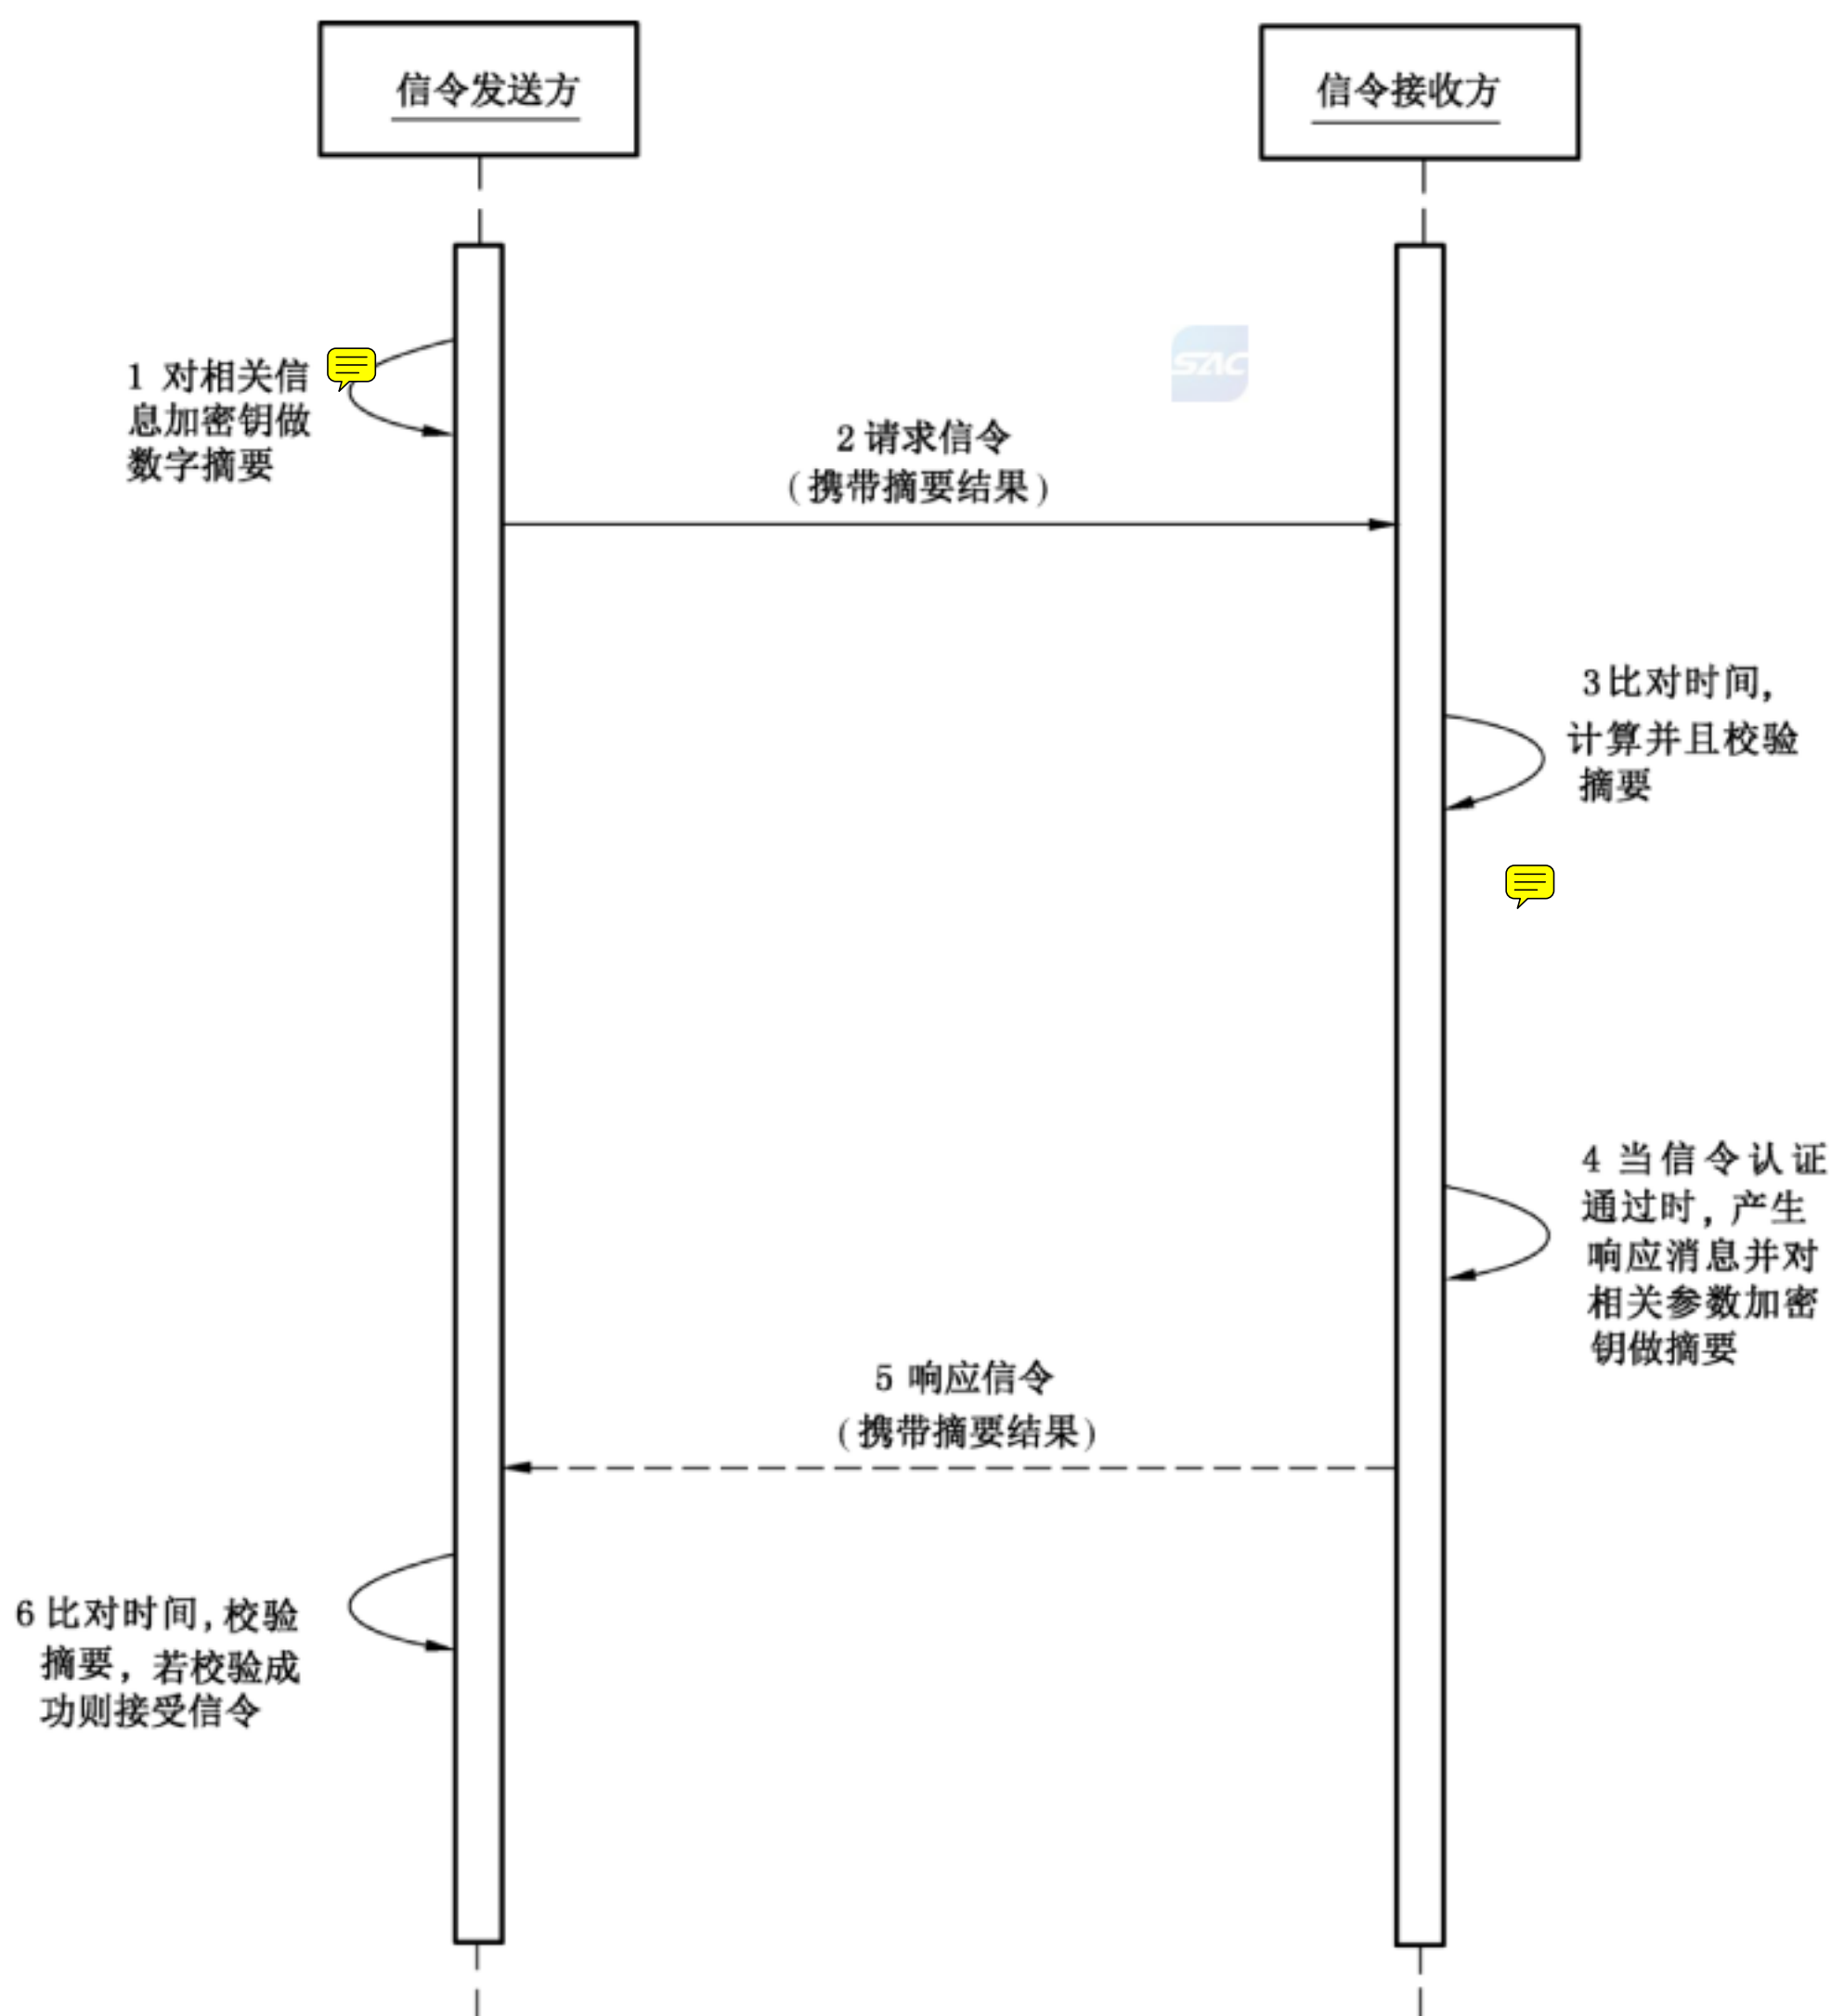 信令发送方
信令接收方
1 对相关信
息加密钥做
数字摘要
SAC
2 请求信令
(携带摘要结果)
3比对时间,
计算并且校验
摘要
4 当信令认证
通过时,产生
响应消息并对
相关参数加密
钥做摘要
5 响应信令
(携带摘要结果)
6 比对时间,校验
摘要,若校验成
功则接受信令